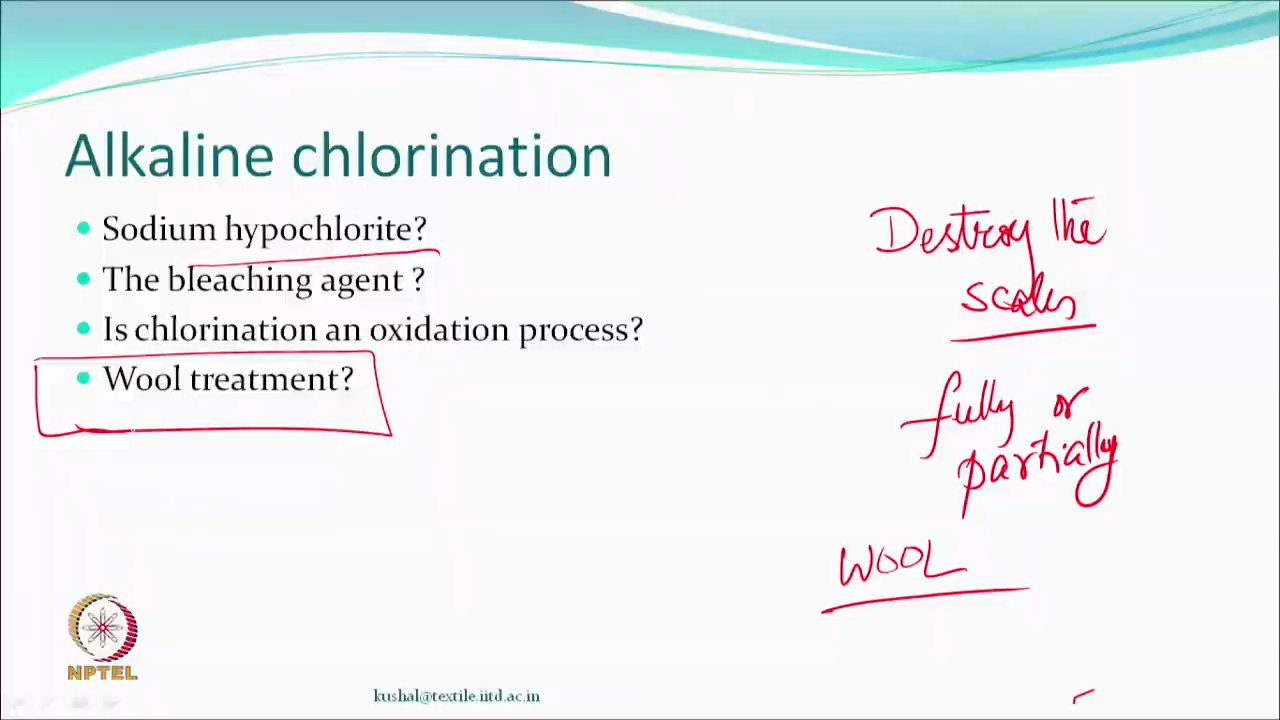 Alkaline chlorination
Sodium hypochlorite?
The bleaching agent ?
Is chlorination an oxidation process?
Wool treatment?
Destroy the
scales
fully or
partially
WOOL
NPTEL
kushal@textile.iitd.ac.in